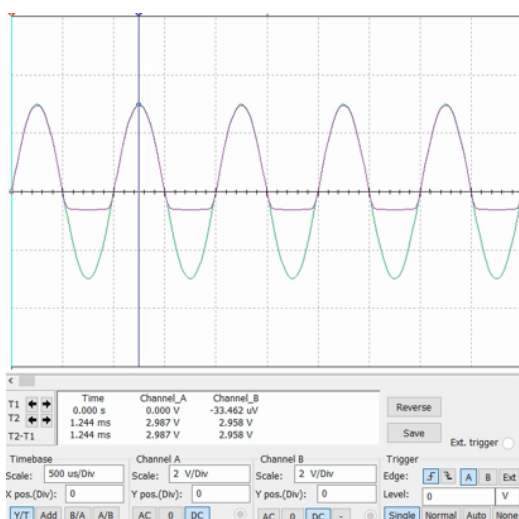 Time Channel_A Channel_B
T1 0.000 s 0.000 V -33.462 uV
T2 1.244 ms 2.987 V 2.958 V
T2-T1 1.244 ms 2.987 V 2.958 V
Reverse
Save
Ext. trigger
Timebase Channel A Channel B Trigger
Scale: 500 us/Div Scale: 2 V/Div Scale: 2 V/Div Edge: A B Ext
X pos.(Div): 0 Y pos.(Div): 0 Y pos.(Div): 0 Level: 0 V
Y/T Add B/A A/B AC 0 DC AC 0 DC - Single Normal Auto None